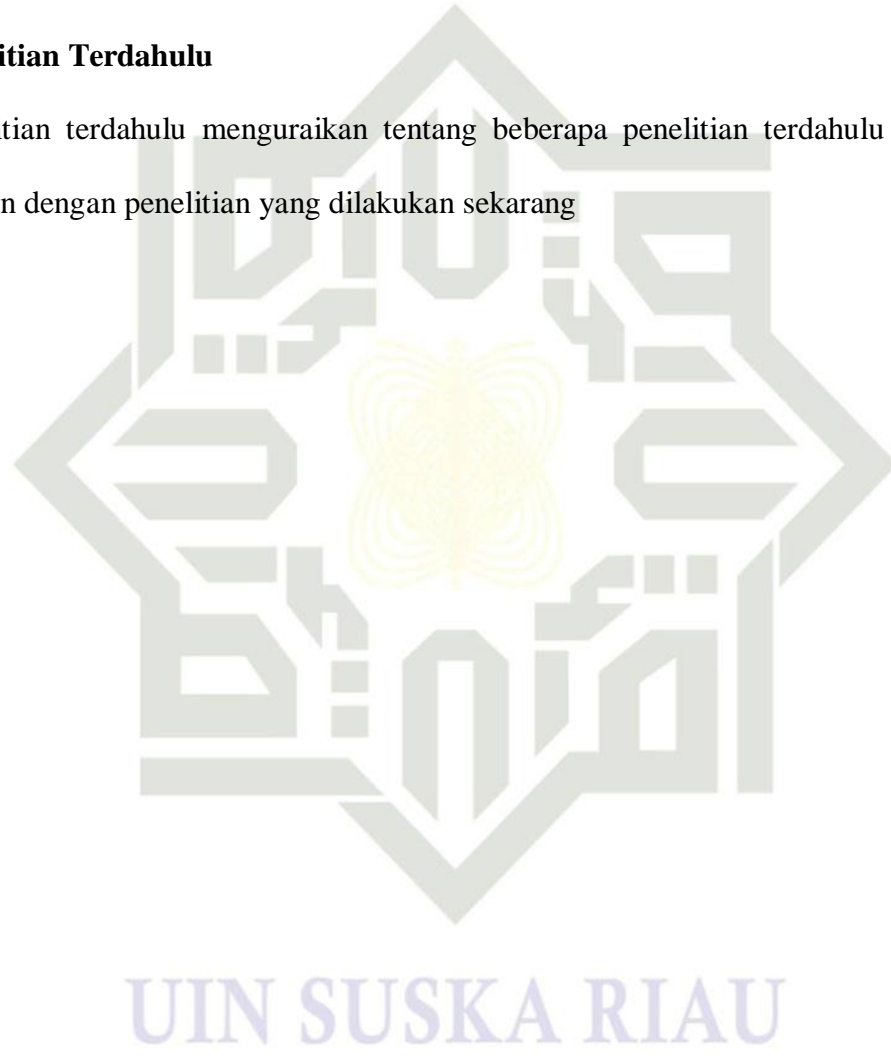 itian Terdahulu
itian terdahulu menguraikan tentang beberapa penelitian terdahulu
n dengan penelitian yang dilakukan sekarang
UIN SUSKA RIAU